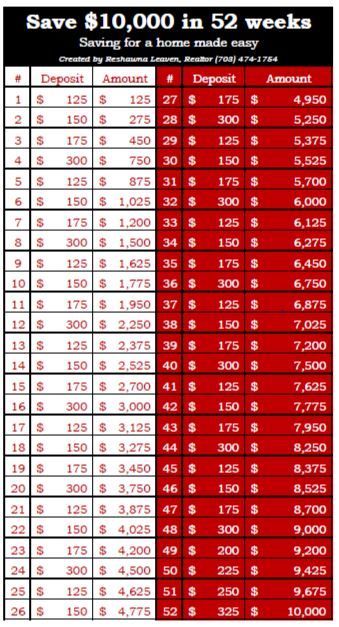 Save $10,000 in 52 weeks
Saving for a home made easy
Created by Reshawna Leaven, Realtor (703) 474-1754
# Deposit Amount # Deposit Amount
1 $ 125 $ 125 27 $ 175 $ 4,950
2 $ 150 $ 275 28 $ 300 $ 5,250
3 $ 175 $ 450 29 $ 125 $ 5,375
4 $ 300 $ 750 30 $ 150 $ 5,525
5 $ 125 $ 875 31 $ 175 $ 5,700
6 $ 150 $ 1,025 32 $ 300 $ 6,000
7 $ 175 $ 1,200 33 $ 125 $ 6,125
8 $ 300 $ 1,500 34 $ 150 $ 6,275
9 $ 125 $ 1,625 35 $ 175 $ 6,450
10 $ 150 $ 1,775 36 $ 300 $ 6,750
11 $ 175 $ 1,950 37 $ 125 $ 6,875
12 $ 300 $ 2,250 38 $ 150 $ 7,025
13 $ 125 $ 2,375 39 $ 175 $ 7,200
14 $ 150 $ 2,525 40 $ 300 $ 7,500
15 $ 175 $ 2,700 41 $ 125 $ 7,625
16 $ 300 $ 3,000 42 $ 150 $ 7,775
17 $ 125 $ 3,125 43 $ 175 $ 7,950
18 $ 150 $ 3,275 44 $ 300 $ 8,250
19 $ 175 $ 3,450 45 $ 125 $ 8,375
20 $ 300 $ 3,750 46 $ 150 $ 8,525
21 $ 125 $ 3,875 47 $ 175 $ 8,700
22 $ 150 $ 4,025 48 $ 300 $ 9,000
23 $ 175 $ 4,200 49 $ 200 $ 9,200
24 $ 300 $ 4,500 50 $ 225 $ 9,425
25 $ 125 $ 4,625 51 $ 250 $ 9,675
26 $ 150 $ 4,775 52 $ 325 $ 10,000